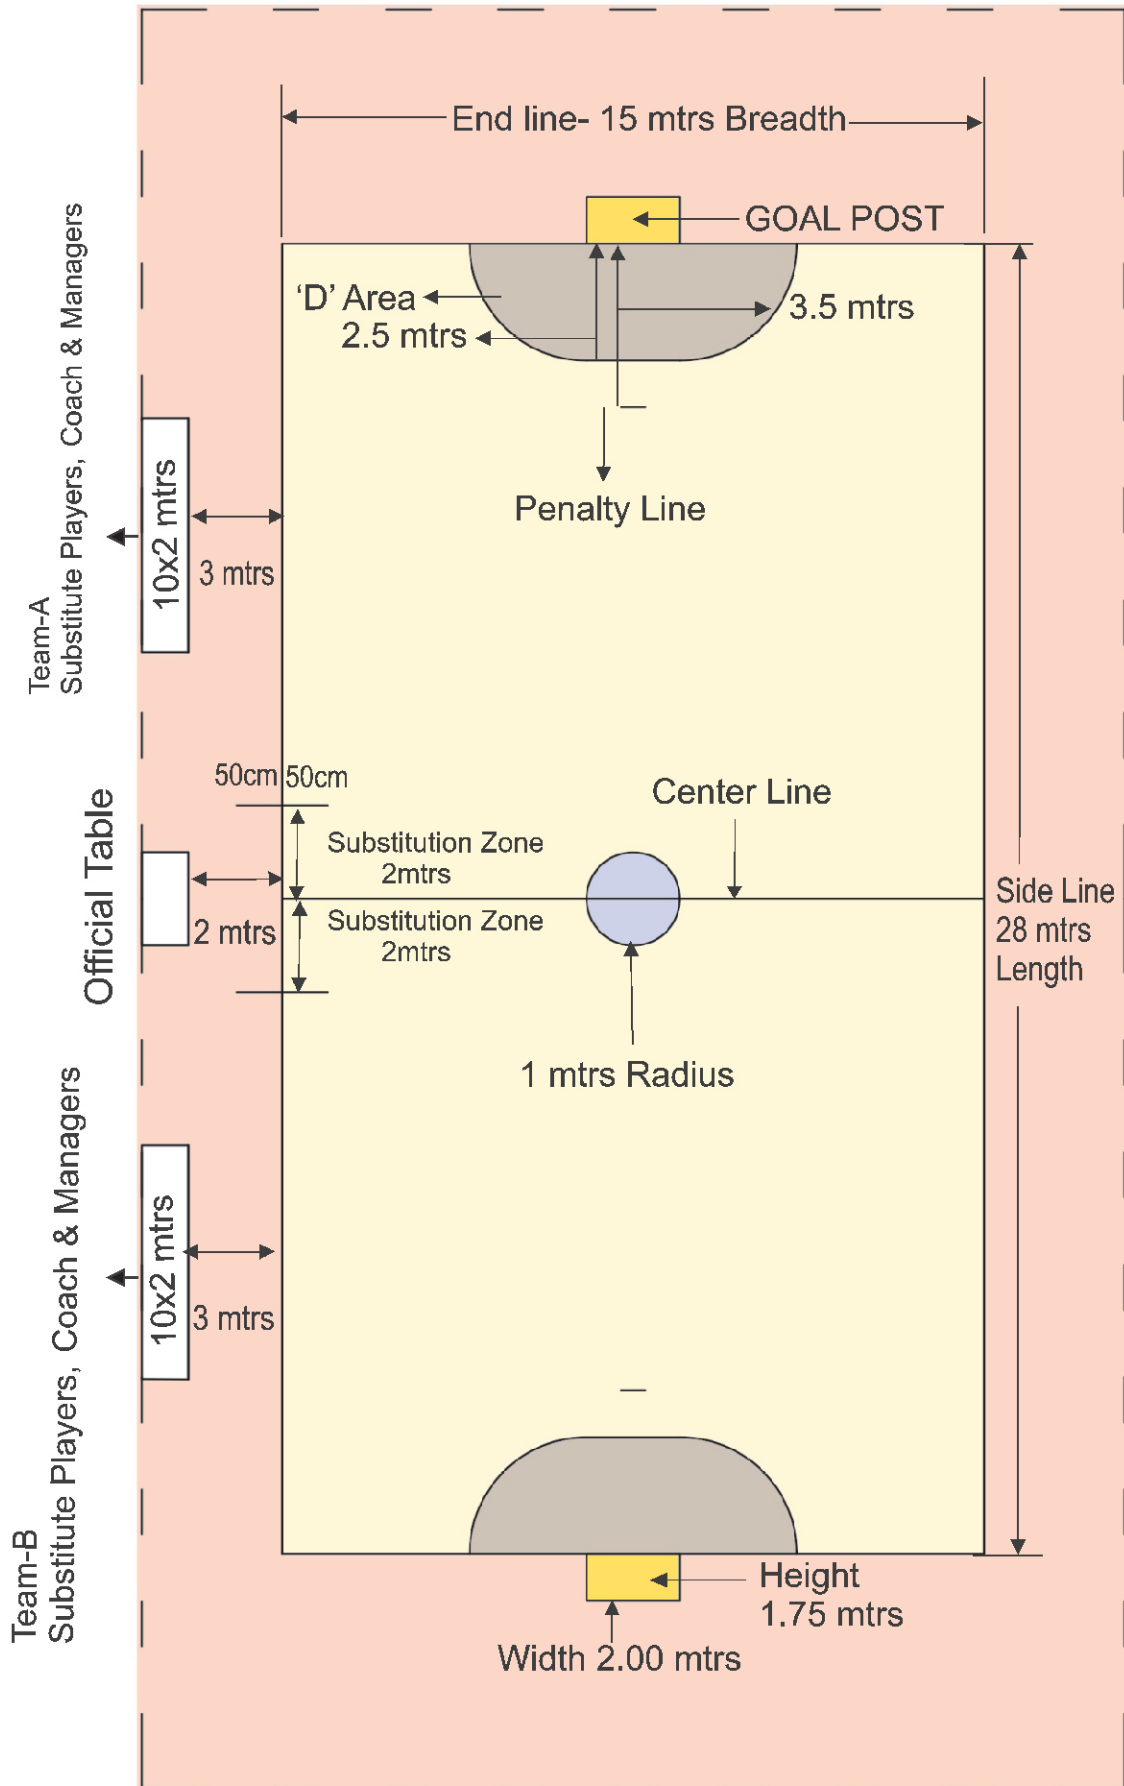 End line- 15 mtrs Breadth
GOAL POST
‘D’ Area
2.5 mtrs
3.5 mtrs
Penalty Line
Team-A
Substitute Players, Coach & Managers
10x2 mtrs
3 mtrs
50cm 50cm
Center Line
Official Table
Substitution Zone
2mtrs
2 mtrs
Substitution Zone
2mtrs
Side Line
28 mtrs
Length
1 mtrs Radius
Team-B
Substitute Players, Coach & Managers
10x2 mtrs
3 mtrs
Height
1.75 mtrs
Width 2.00 mtrs